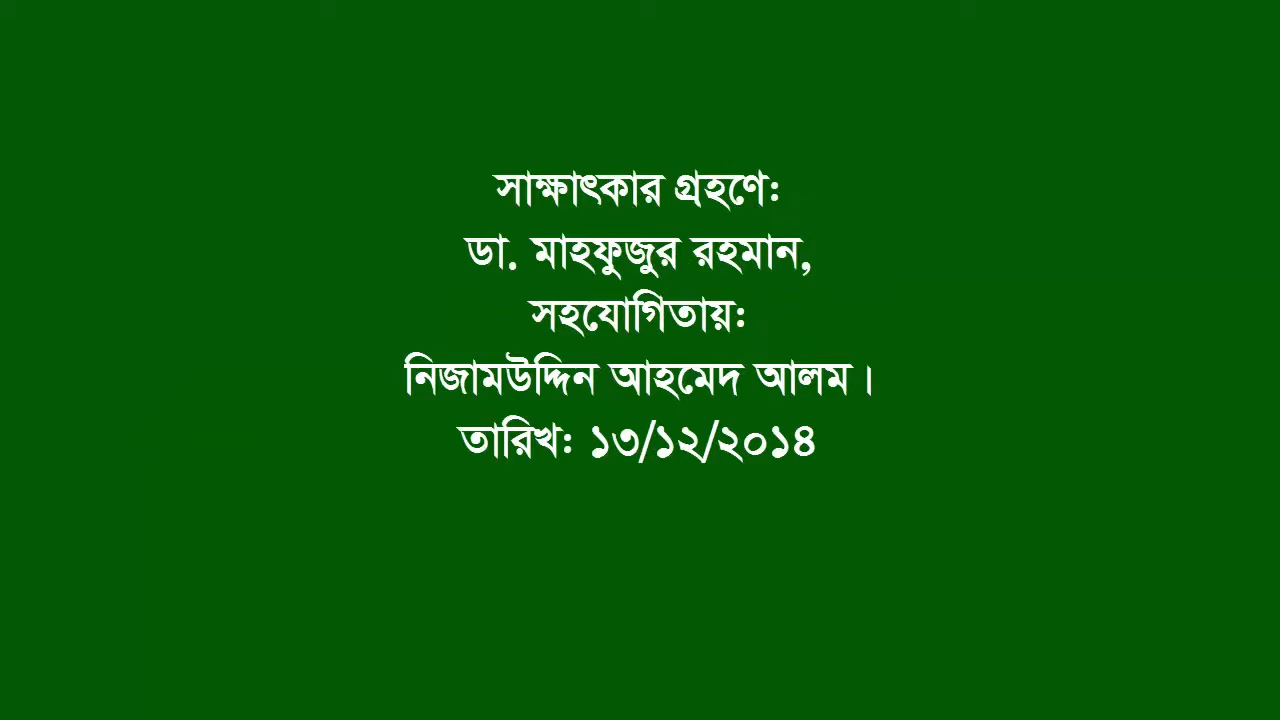 সাক্ষাৎকার গ্রহণে:
ডা. মাহফুজুর রহমান,
সহযোগিতায়:
নিজামউদ্দিন আহমেদ আলম।
তারিখ: ১৩/১২/২০১৪